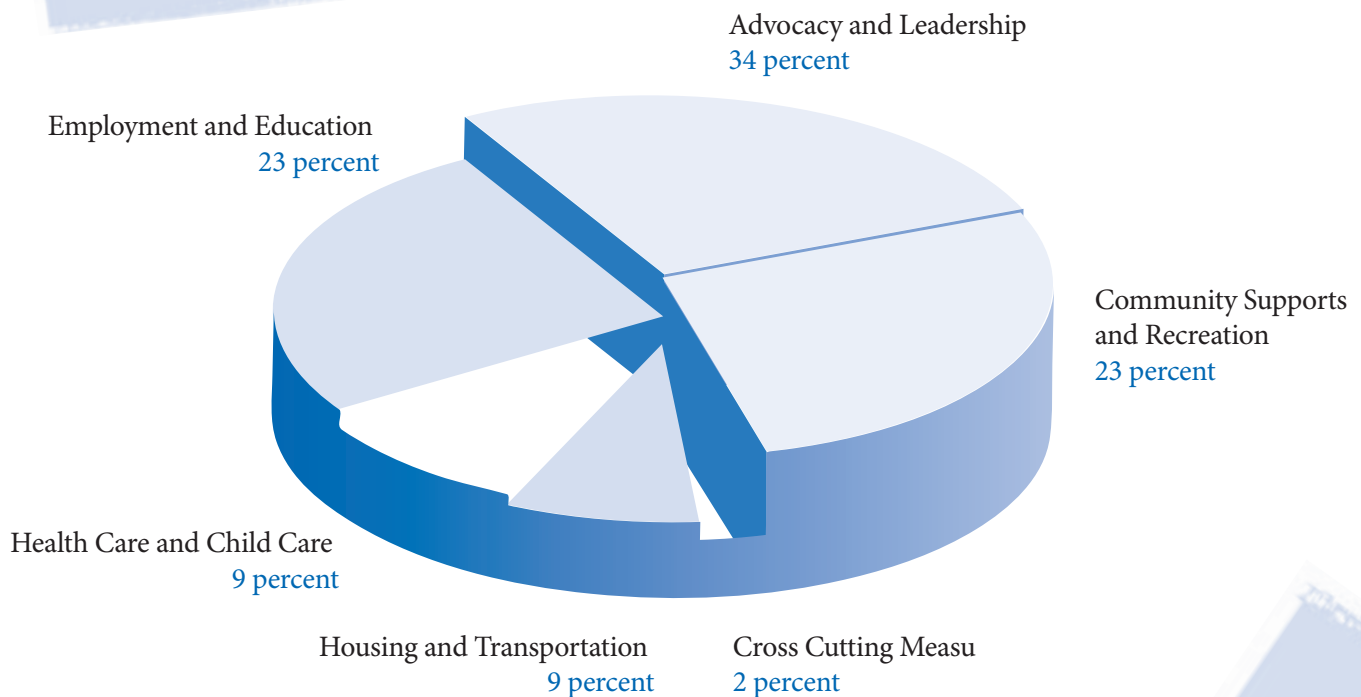 Advocacy and Leadership
34 percent
Employment and Education
23 percent
Community Supports
and Recreation
23 percent
Health Care and Child Care
9 percent
Housing and Transportation
9 percent
Cross Cutting Measu
2 percent